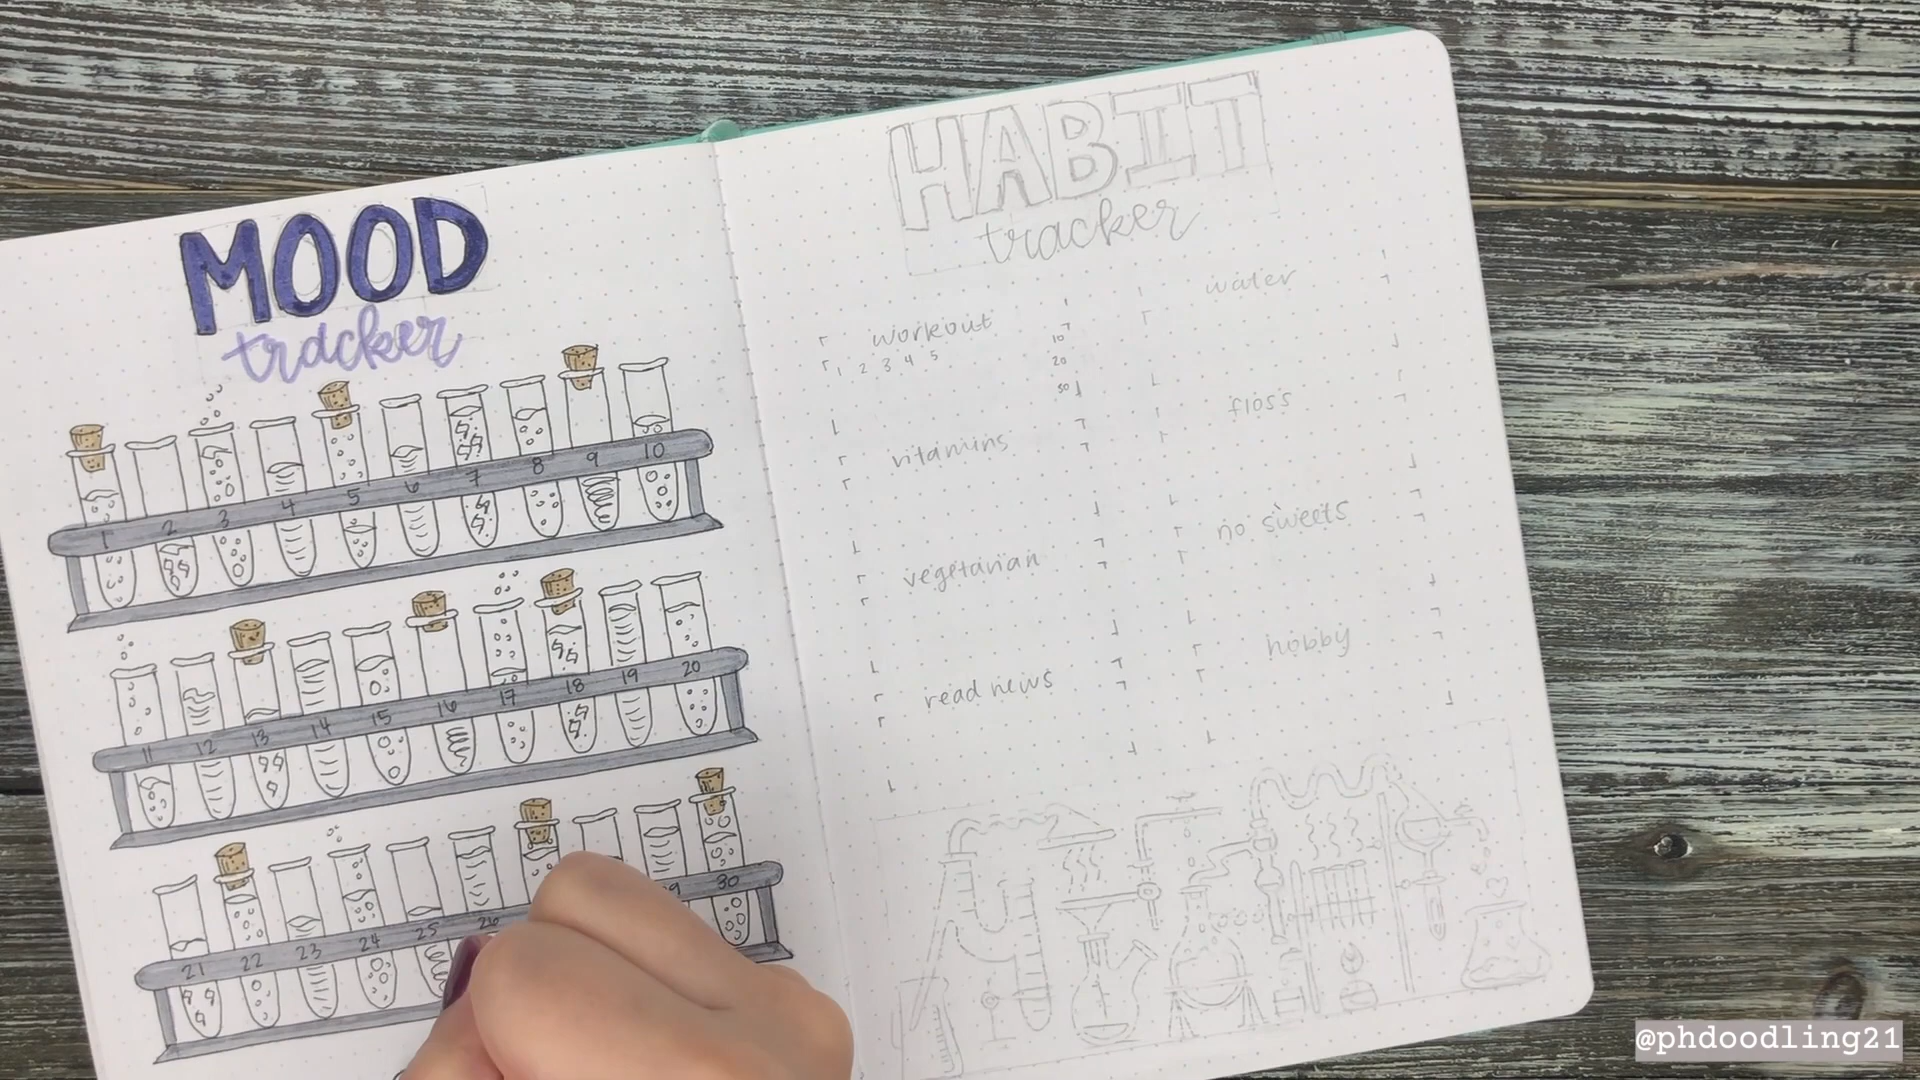 MOOD
tracker
1 2 3 4 5 6 7 8 9 10
11 12 13 14 15 16 17 18 19 20
21 22 23 24 25 26 30
HABIT
tracker
workout
1 2 3 4 5 10
20
30
vitamins
vegetarian
read news
water
floss
no sweets
hobby
@phdoodling21